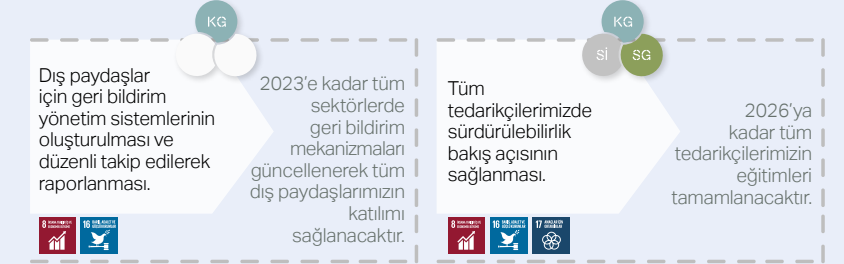 KG
Dış paydaşlar
için geri bildirim
yönetim sistemlerinin
oluşturulması ve
düzenli takip edilerek
raporlanması.
2023'e kadar tüm
sektörlerde
geri bildirim
mekanizmaları
güncellenerek tüm
dış paydaşlarımızın
katılımı
sağlanacaktır.
8
16
KG
Sİ
SG
Tüm
tedarikçilerimizde
sürdürülebilirlik
bakış açısının
sağlanması.
2026'ya
kadar tüm
tedarikçilerimizin
eğitimleri
tamamlanacaktır.
8
16
17